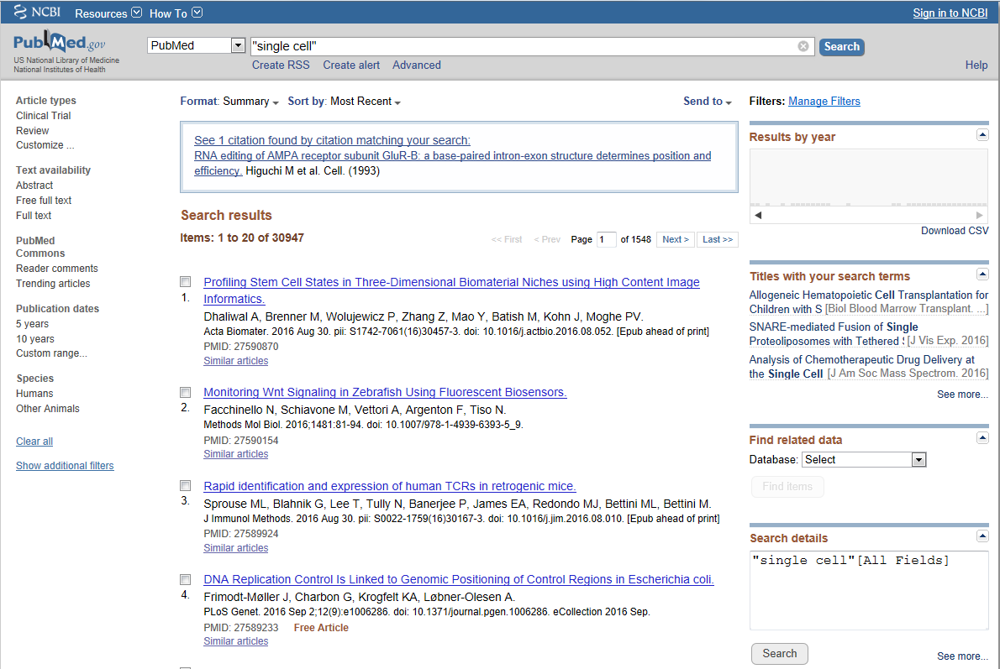 NCBI Resources How To Sign in to NCBI
PubMed.gov
US National Library of Medicine
National Institutes of Health
PubMed "single cell" Search
Create RSS Create alert Advanced Help
Article types
Clinical Trial
Review
Customize ...
Text availability
Abstract
Free full text
Full text
PubMed
Commons
Reader comments
Trending articles
Publication dates
5 years
10 years
Custom range...
Species
Humans
Other Animals
Clear all
Show additional filters
Format: Summary Sort by: Most Recent Send to
See 1 citation found by citation matching your search:
RNA editing of AMPA receptor subunit GluR-B: a base-paired intron-exon structure determines position and
efficiency. Higuchi M et al. Cell. (1993)
Search results
Items: 1 to 20 of 30947 << First < Prev Page 1 of 1548 Next > Last >>
Profiling Stem Cell States in Three-Dimensional Biomaterial Niches using High Content Image
1. Informatics.
Dhaliwal A, Brenner M, Wolujewicz P, Zhang Z, Mao Y, Batish M, Kohn J, Moghe PV.
Acta Biomater. 2016 Aug 30. pii: S1742-7061(16)30457-3. doi: 10.1016/j.actbio.2016.08.052. [Epub ahead of print]
PMID: 27590870
Similar articles
Monitoring Wnt Signaling in Zebrafish Using Fluorescent Biosensors.
2. Facchinello N, Schiavone M, Vettori A, Argenton F, Tiso N.
Methods Mol Biol. 2016;1481:81-94. doi: 10.1007/978-1-4939-6393-5_9.
PMID: 27590154
Similar articles
Rapid identification and expression of human TCRs in retrogenic mice.
3. Sprouse ML, Blahnik G, Lee T, Tully N, Banerjee P, James EA, Redondo MJ, Bettini ML, Bettini M.
J Immunol Methods. 2016 Aug 30. pii: S0022-1759(16)30167-3. doi: 10.1016/j.jim.2016.08.010. [Epub ahead of print]
PMID: 27589924
Similar articles
DNA Replication Control Is Linked to Genomic Positioning of Control Regions in Escherichia coli.
4. Frimodt-Møller J, Charbon G, Krogfelt KA, Løbner-Olesen A.
PLoS Genet. 2016 Sep 2;12(9):e1006286. doi: 10.1371/journal.pgen.1006286. eCollection 2016 Sep.
PMID: 27589233 Free Article
Similar articles
Filters: Manage Filters
Results by year
Download CSV
Titles with your search terms
Allogeneic Hematopoietic Cell Transplantation for
Children with S [Biol Blood Marrow Transplant. ...]
SNARE-mediated Fusion of Single
Proteoliposomes with Tethered [J Vis Exp. 2016]
Analysis of Chemotherapeutic Drug Delivery at
the Single Cell [J Am Soc Mass Spectrom. 2016]
See more...
Find related data
Database: Select
Find items
Search details
"single cell"[All Fields]
Search See more...